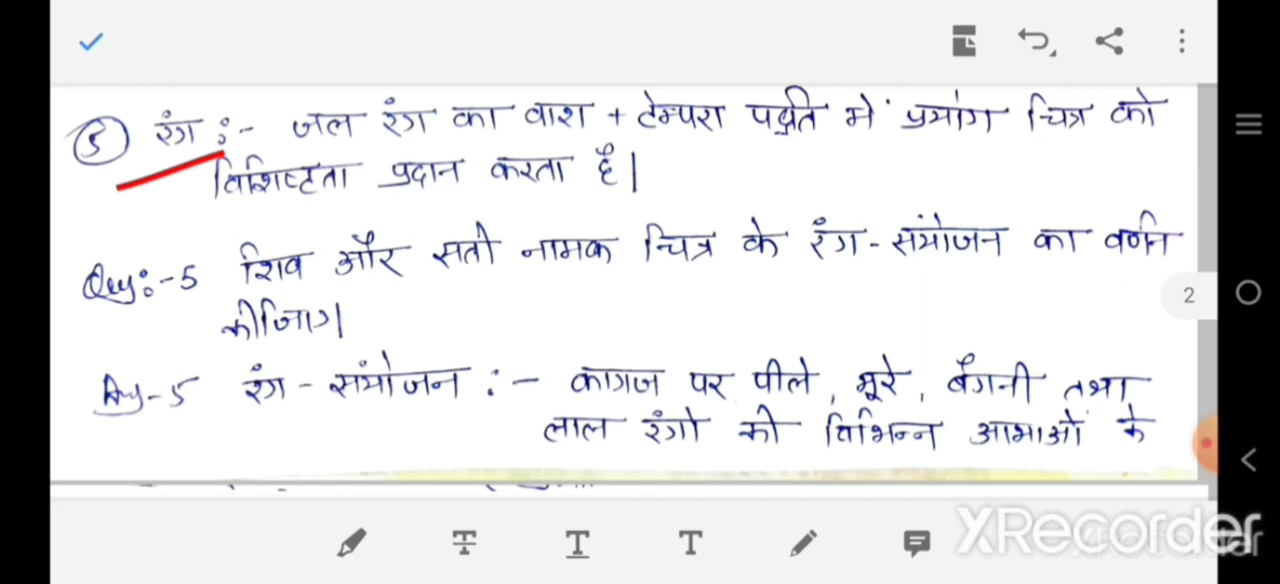 ⑤ रंग :- जल रंग का वाश + टेम्परा पद्धति में प्रयोग चित्र को
विशिष्टता प्रदान करता है।
Que:-5 शिव और सती नामक चित्र के रंग-संयोजन का वर्णन
कीजिए।
2
Ans-5 रंग-संयोजन :- कागज पर पीले, भूरे, बैंगनी तथा
लाल रंगो की विभिन्न आभाओं के
T T T
XRecorder